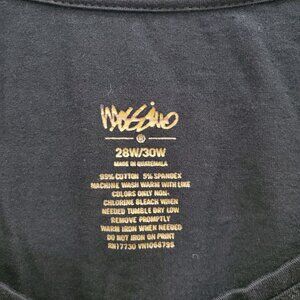 Mossimo
®
28W/30W
MADE IN GUATEMALA
95% COTTON 5% SPANDEX
MACHINE WASH WARM WITH LIKE
COLORS ONLY NON-
CHLORINE BLEACH WHEN
NEEDED TUMBLE DRY LOW
REMOVE PROMPTLY
WARM IRON WHEN NEEDED
DO NOT IRON ON PRINT
RN17730 VN1066795